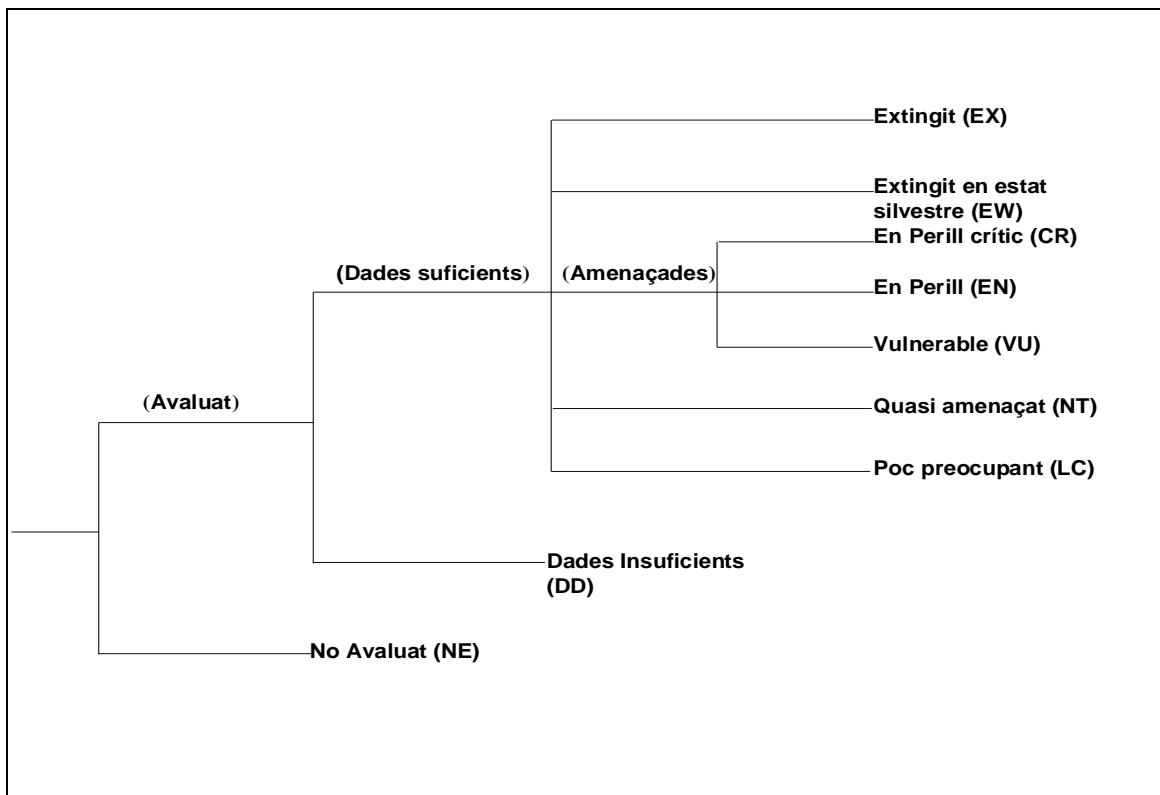 Extingit (EX)
Extingit en estat
silvestre (EW)
En Perill crític (CR)
(Dades suficients)
(Amenaçades)
En Perill (EN)
Vulnerable (VU)
(Avaluat)
Quasi amenaçat (NT)
Poc preocupant (LC)
Dades Insuficients
(DD)
No Avaluat (NE)